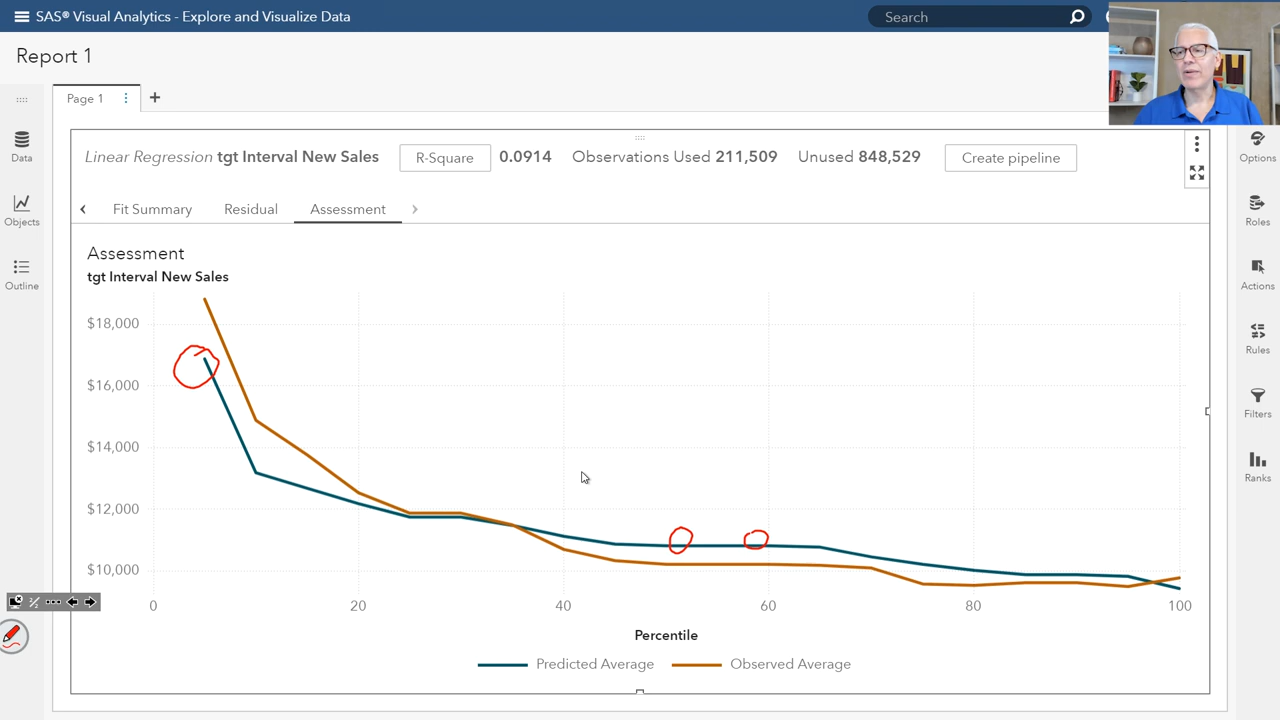 SAS® Visual Analytics - Explore and Visualize Data
Search
Report 1
Page 1
Data
Objects
Outline
Linear Regression tgt Interval New Sales R-Square 0.0914 Observations Used 211,509 Unused 848,529 Create pipeline
Fit Summary Residual Assessment
Assessment
tgt Interval New Sales
$18,000
$16,000
$14,000
$12,000
$10,000
0 20 40 60 80 100
Percentile
Predicted Average Observed Average
Options
Roles
Actions
Rules
Filters
Ranks